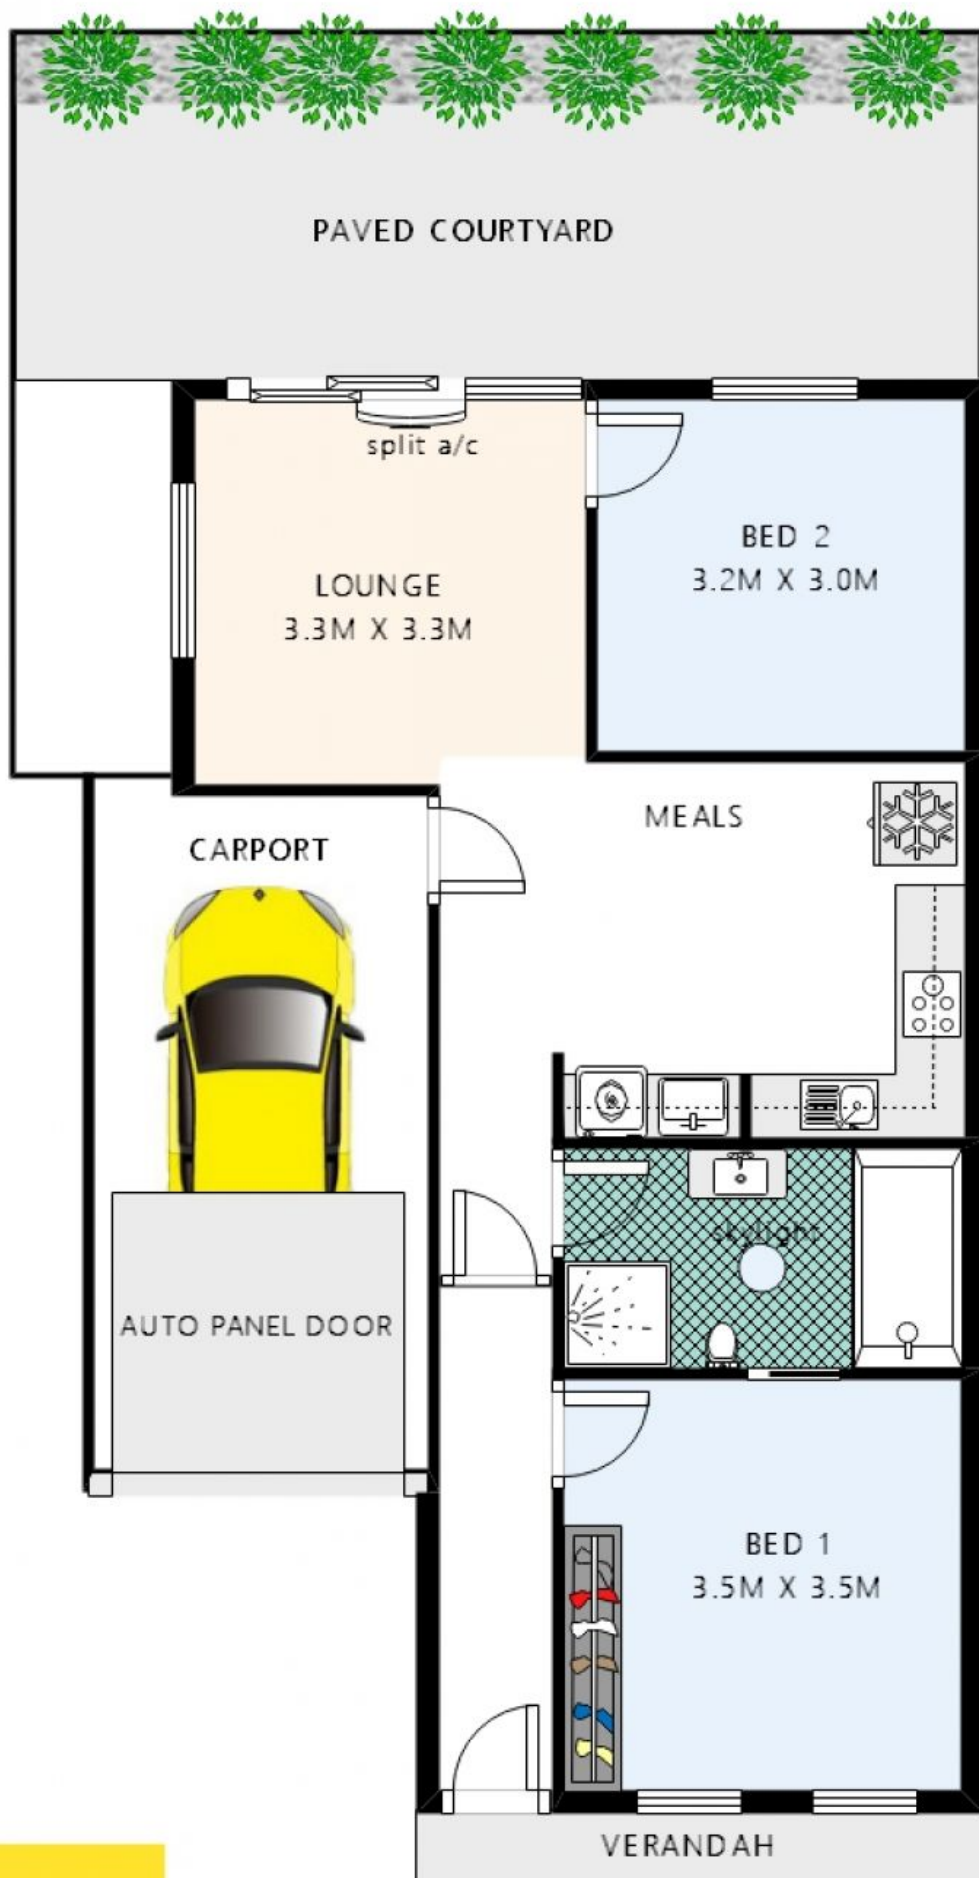 PAVED COURTYARD
split a/c
BED 2
3.2M X 3.0M
LOUNGE
3.3M X 3.3M
MEALS
CARPORT
skylight
AUTO PANEL DOOR
BED 1
3.5M X 3.5M
VERANDAH